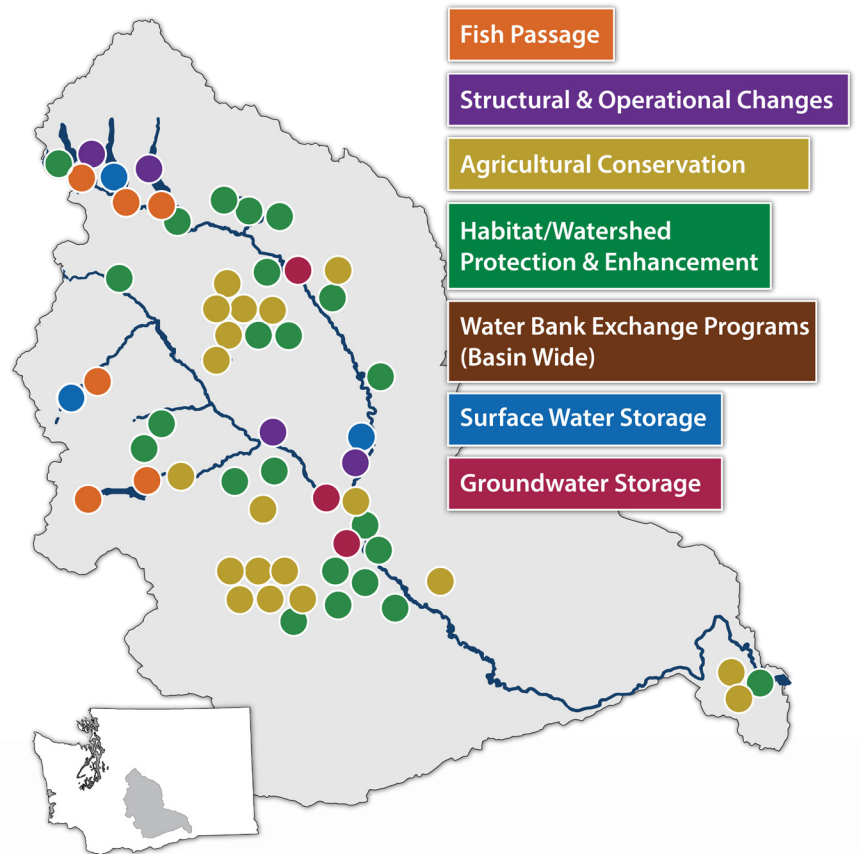 Fish Passage
Structural & Operational Changes
Agricultural Conservation
Habitat/Watershed
Protection & Enhancement
Water Bank Exchange Programs
(Basin Wide)
Surface Water Storage
Groundwater Storage